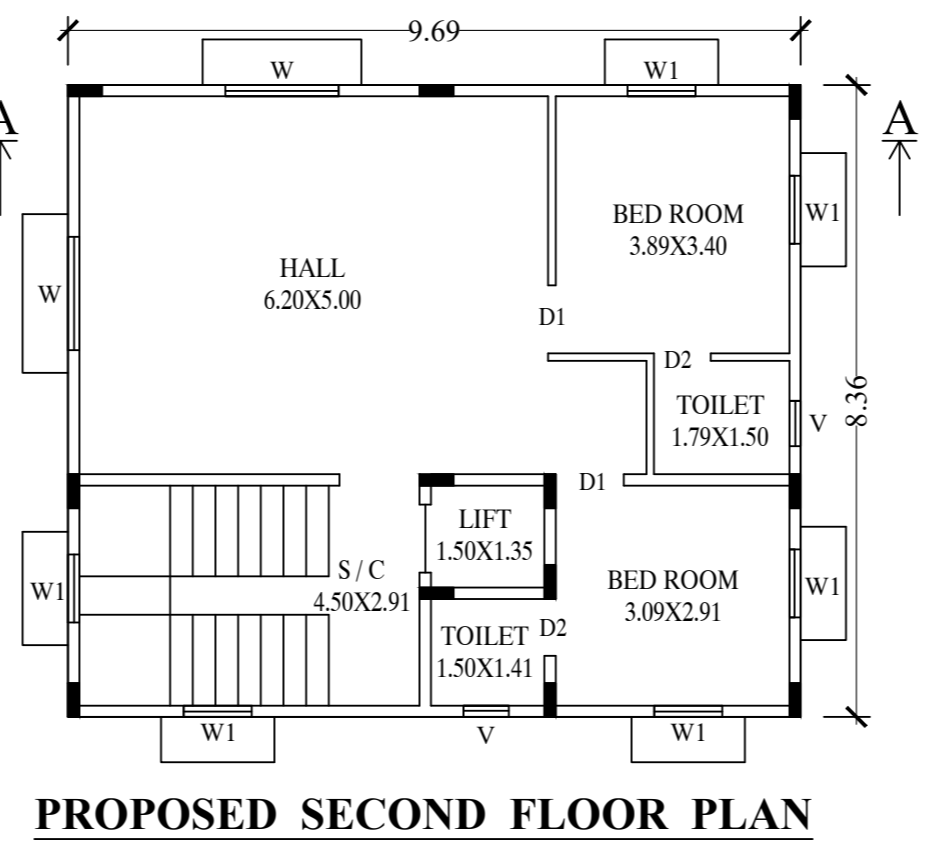 9.69
W
W1
A
A
BED ROOM
3.89X3.40
W1
HALL
6.20X5.00
W
D1
D2
TOILET
1.79X1.50
V
8.36
D1
LIFT
1.50X1.35
S / C
4.50X2.91
BED ROOM
3.09X2.91
W1
W1
TOILET
1.50X1.41
D2
W1
V
W1
PROPOSED SECOND FLOOR PLAN